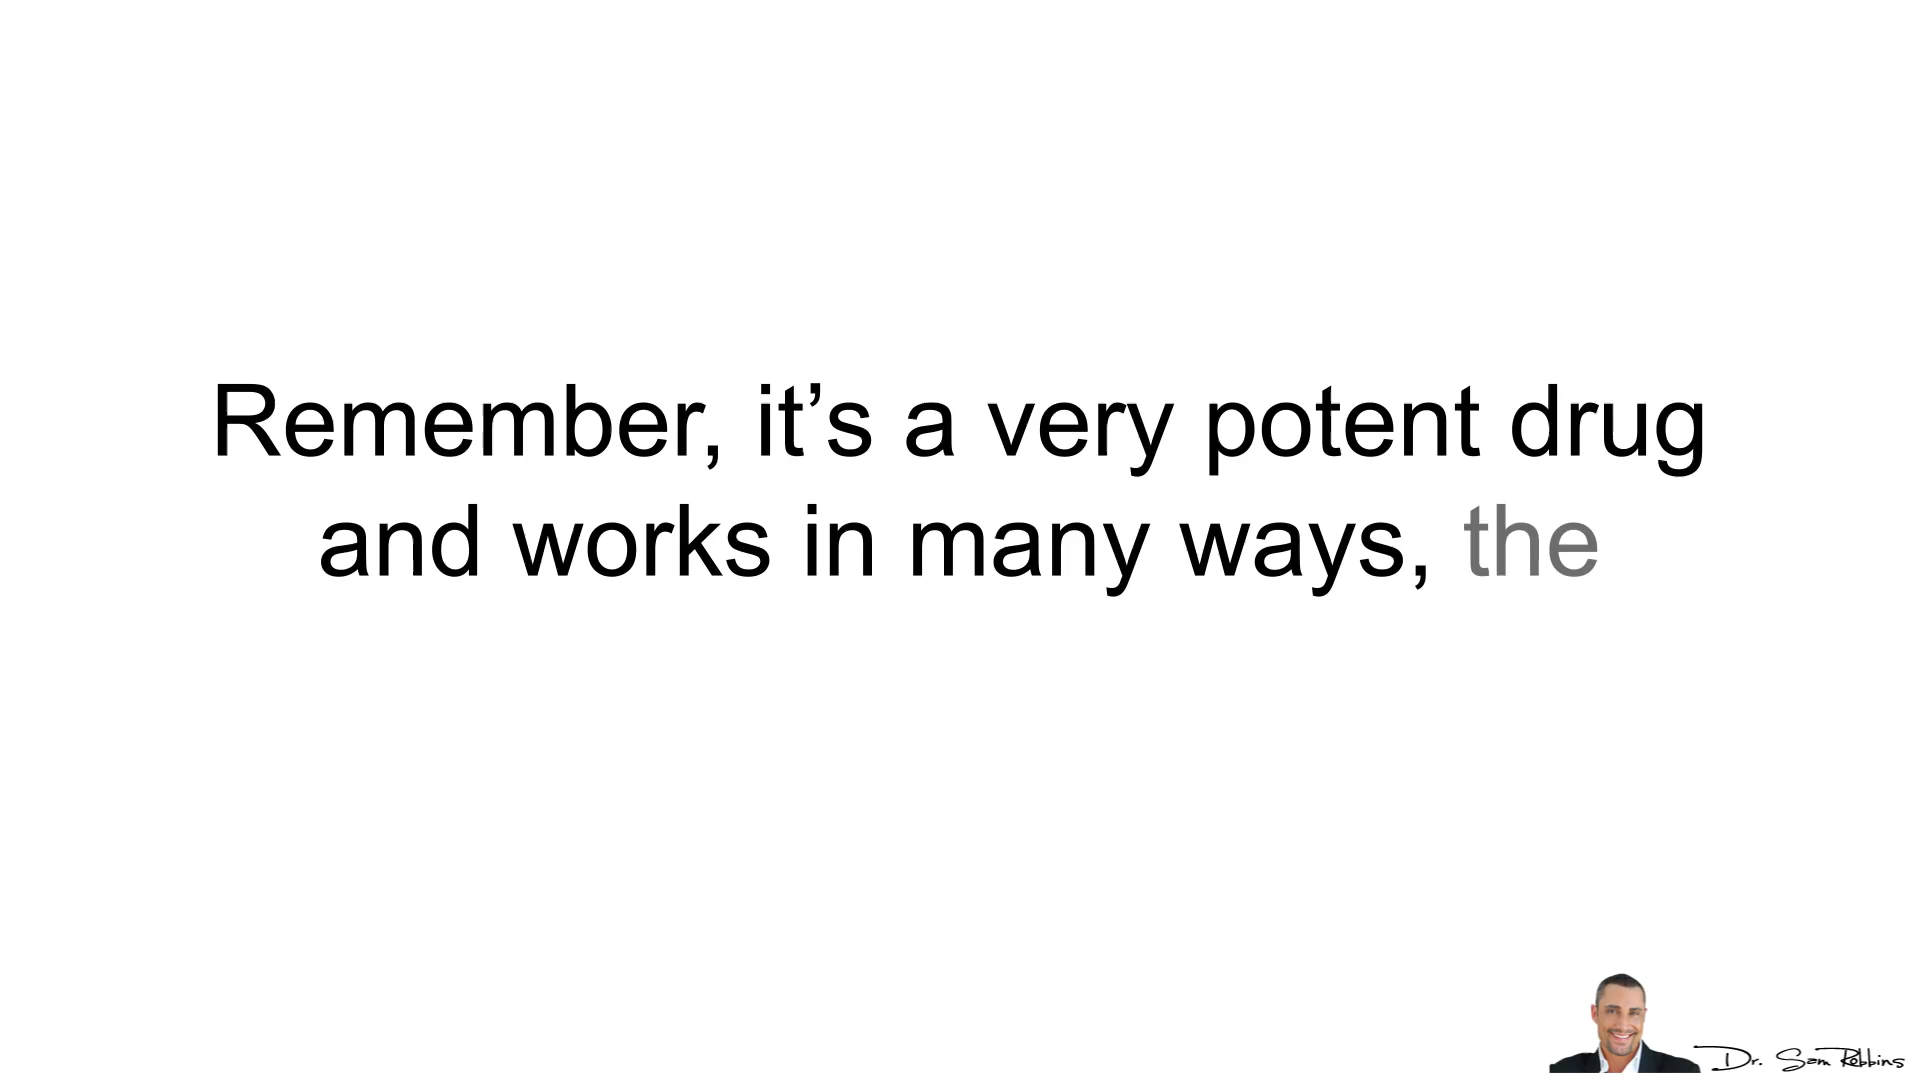 Remember, it’s a very potent drug
and works in many ways, the
Dr. Sam Robbins